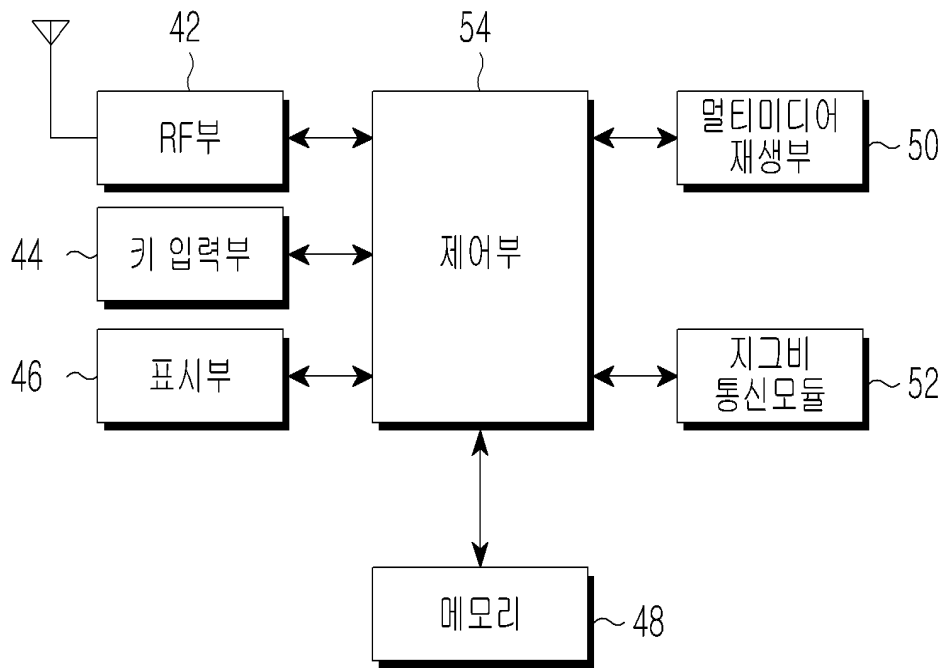 42
54
RF부
멀티미디어
재생부
50
44
키 입력부
제어부
46
표시부
지그비
통신모듈
52
메모리
48